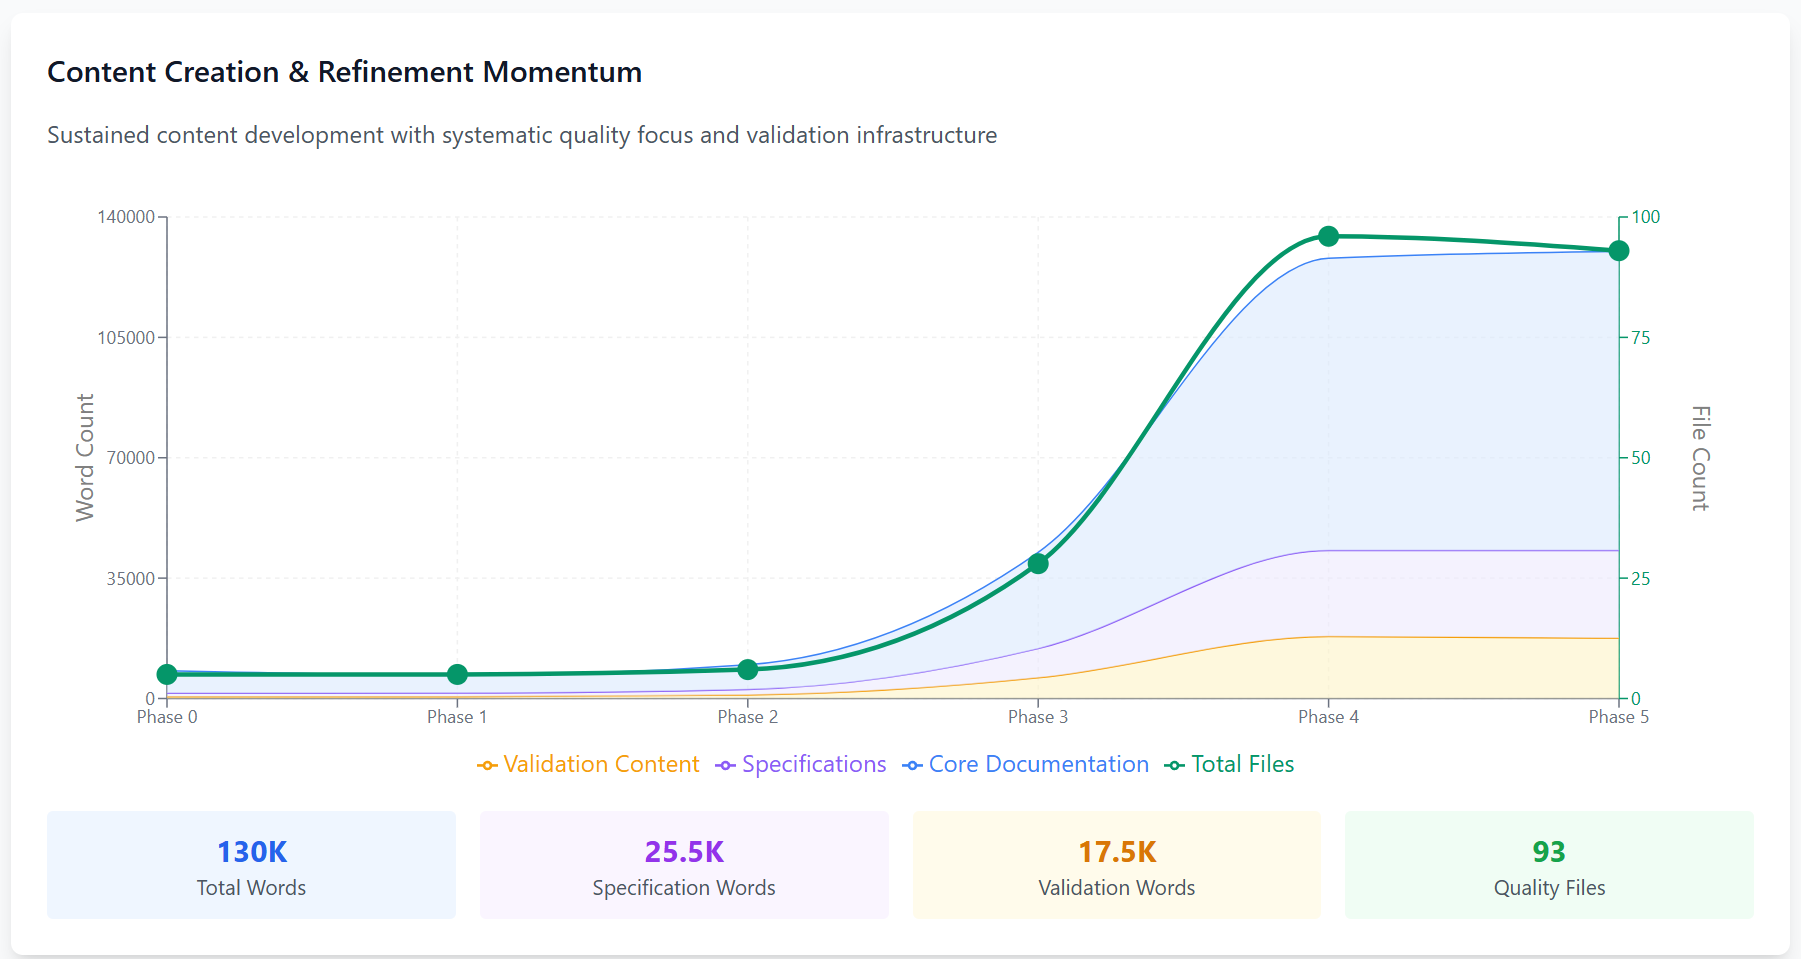 Content Creation & Refinement Momentum
Sustained content development with systematic quality focus and validation infrastructure
140000
105000
70000
35000
0
Word Count
100
75
50
25
0
File Count
Phase 0
Phase 1
Phase 2
Phase 3
Phase 4
Phase 5
Validation Content
Specifications
Core Documentation
Total Files
130K
Total Words
25.5K
Specification Words
17.5K
Validation Words
93
Quality Files